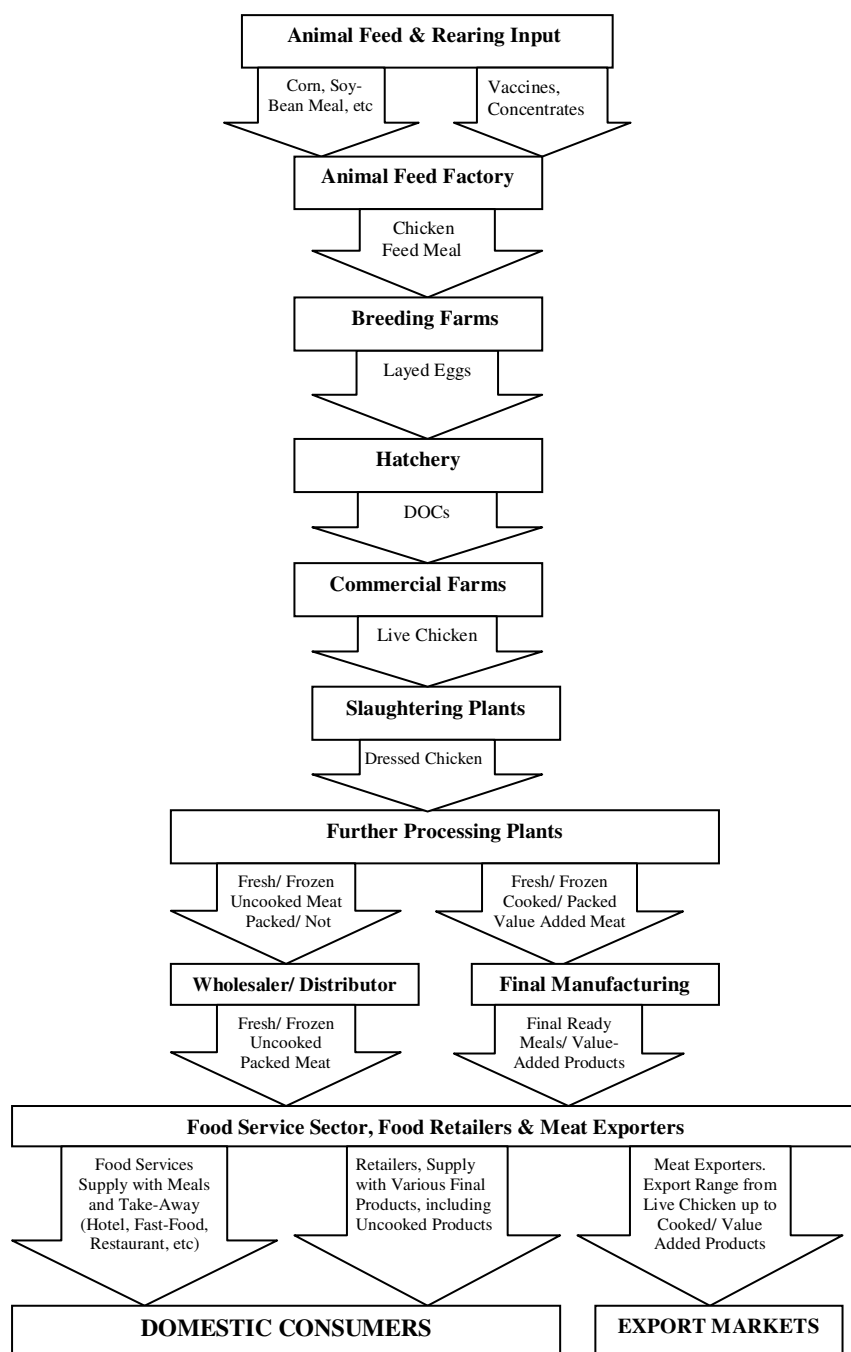 Animal Feed & Rearing Input
Corn, Soy-
Bean Meal, etc
Vaccines,
Concentrates
Animal Feed Factory
Chicken
Feed Meal
Breeding Farms
Layed Eggs
Hatchery
DOCs
Commercial Farms
Live Chicken
Slaughtering Plants
Dressed Chicken
Further Processing Plants
Fresh/ Frozen
Uncooked Meat
Packed/ Not
Fresh/ Frozen
Cooked/ Packed
Value Added Meat
Wholesaler/ Distributor
Final Manufacturing
Fresh/ Frozen
Uncooked
Packed Meat
Final Ready
Meals/ Value-
Added Products
Food Service Sector, Food Retailers & Meat Exporters
Food Services
Supply with Meals
and Take-Away
(Hotel, Fast-Food,
Restaurant, etc)
Retailers, Supply
with Various Final
Products, including
Uncooked Products
Meat Exporters.
Export Range from
Live Chicken up to
Cooked/ Value
Added Products
DOMESTIC CONSUMERS
EXPORT MARKETS